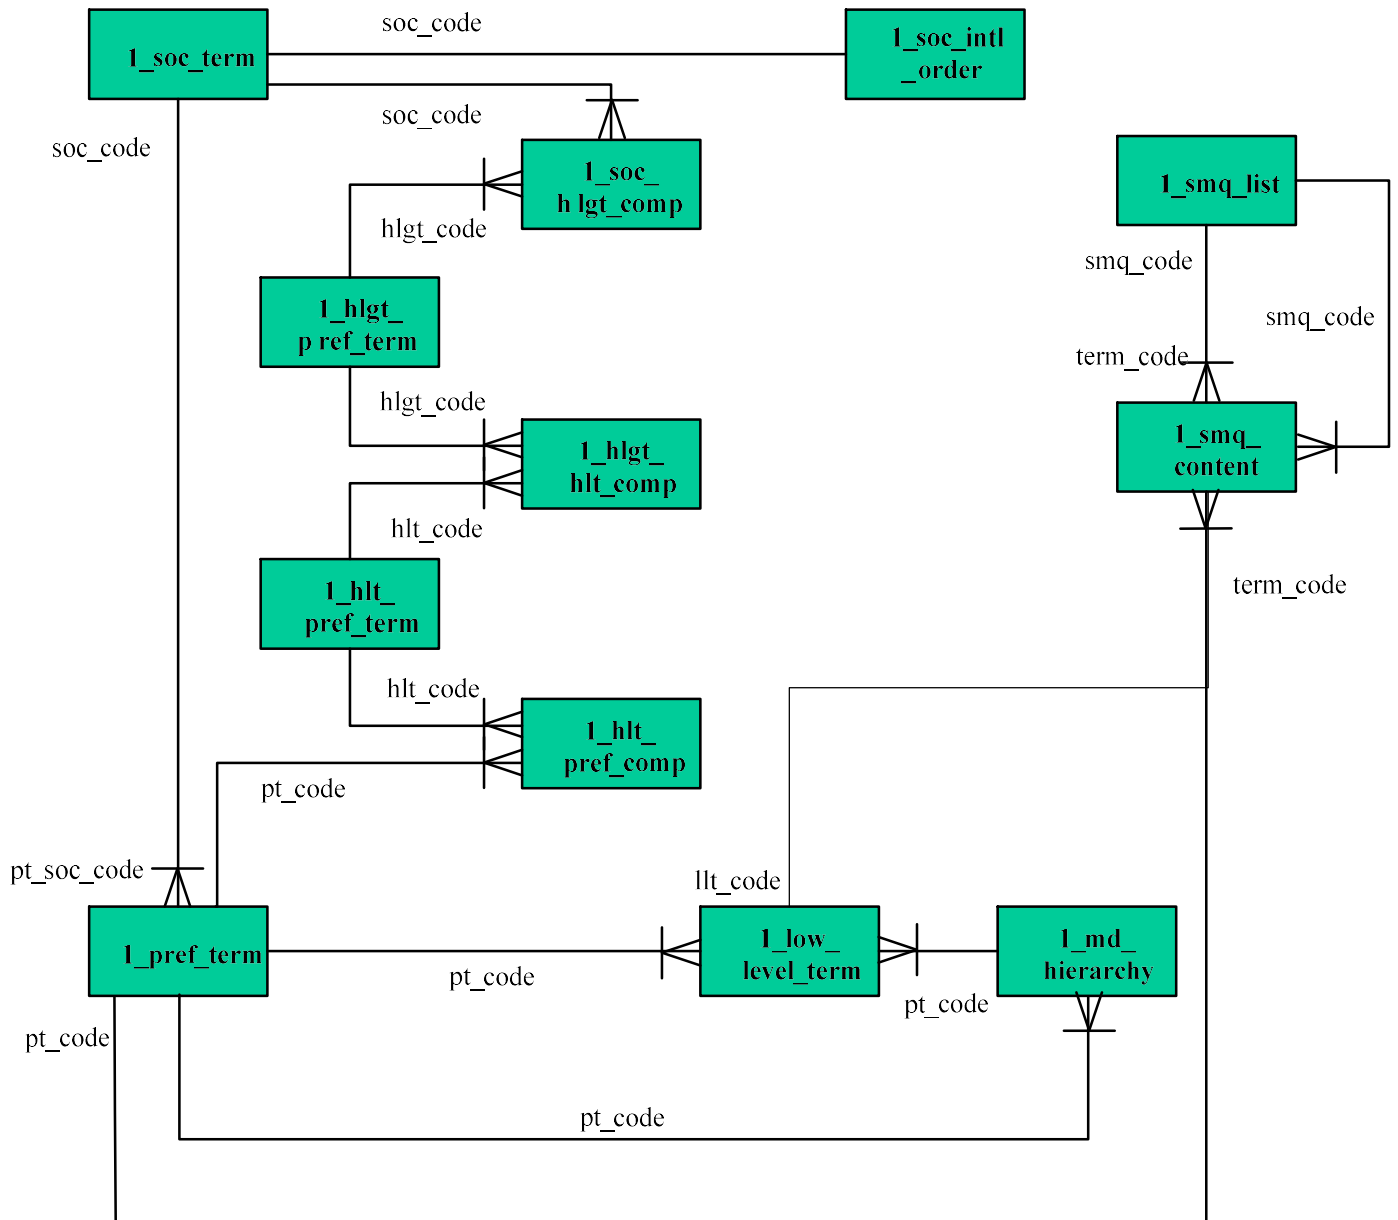 soc_code
1_soc_term
1_soc_intl
_order
soc_code
soc_code
1_soc_
h lgt_comp
1_smq_list
hlgt_code
smq_code
smq_code
1_hlgt_
p ref_term
term_code
hlgt_code
1_hlgt_
hlt_comp
1_smq_
content
hlt_code
1_hlt_
pref_term
term_code
hlt_code
1_hlt_
pref_comp
pt_code
pt_soc_code
llt_code
1_pref_term
1_low_
level_term
1_md_
hierarchy
pt_code
pt_code
pt_code
pt_code